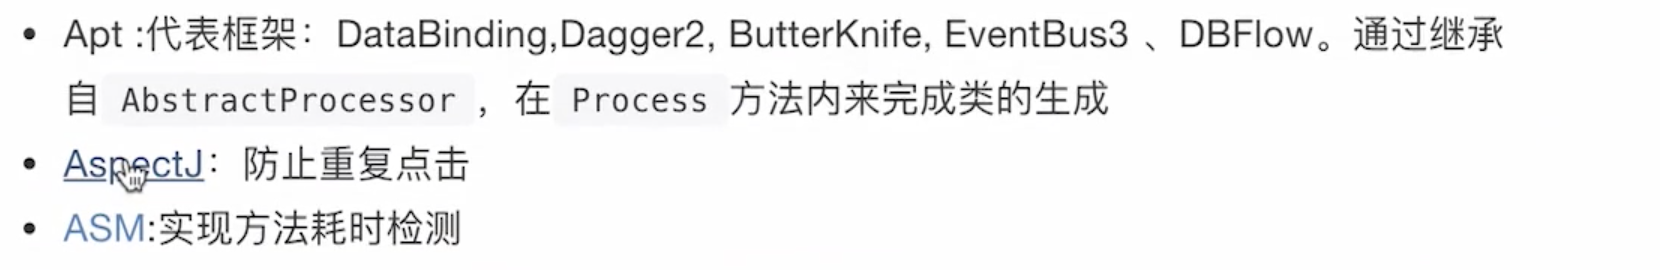 • Apt :代表框架：DataBinding,Dagger2, ButterKnife, EventBus3 、DBFlow。通过继承
自 AbstractProcessor ，在 Process 方法内来完成类的生成
• AspectJ：防止重复点击
• ASM:实现方法耗时检测